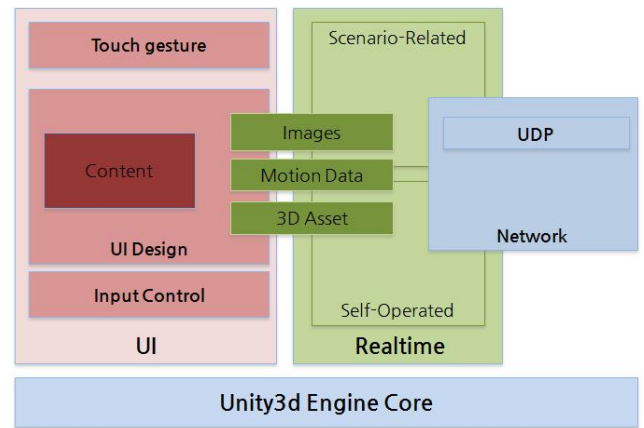 Touch gesture
Content
UI Design
Input Control
UI
Scenario-Related
Images
Motion Data
3D Asset
Self-Operated
Realtime
UDP
Network
Unity3d Engine Core